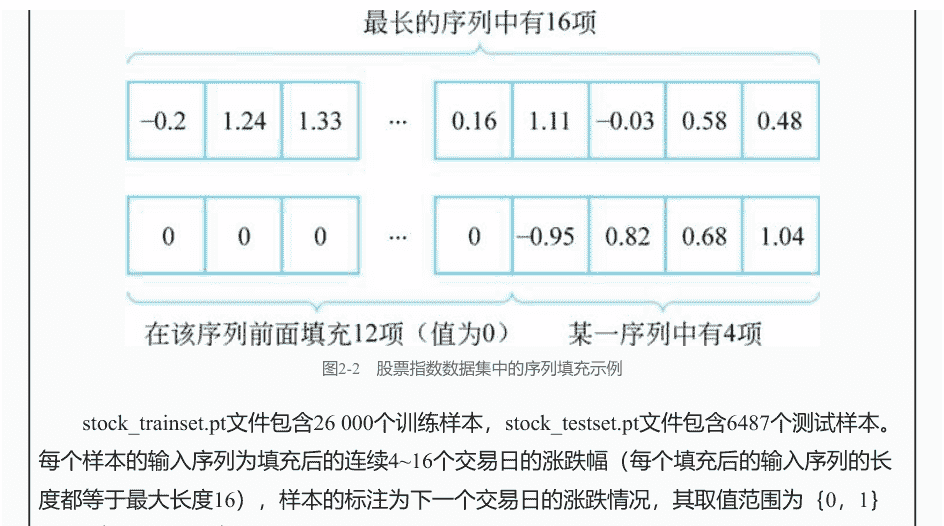 最长的序列中有16项
−0.2 1.24 1.33 ··· 0.16 1.11 −0.03 0.58 0.48
0 0 0 ··· 0 −0.95 0.82 0.68 1.04
在该序列前面填充12项（值为0） 某一序列中有4项
图2-2 股票指数数据集中的序列填充示例
stock_trainset.pt文件包含26 000个训练样本，stock_testset.pt文件包含6487个测试样本。
每个样本的输入序列为填充后的连续4~16个交易日的涨跌幅（每个填充后的输入序列的长
度都等于最大长度16），样本的标注为下一个交易日的涨跌情况，其取值范围为｛0，1｝